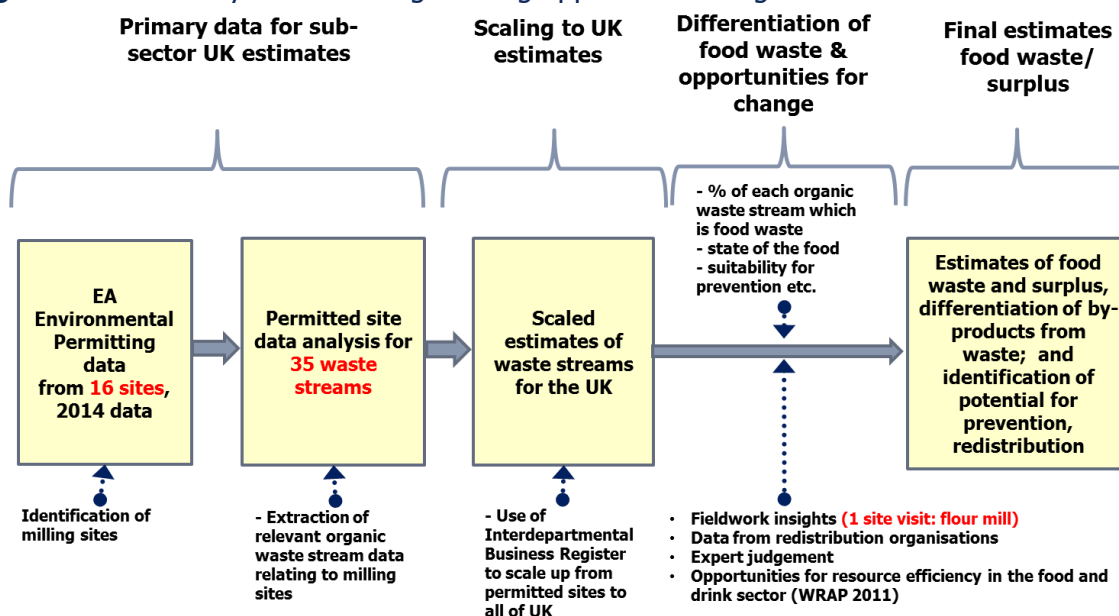 Primary data for sub-
sector UK estimates
Scaling to UK
estimates
Differentiation of
food waste &
opportunities for
change
Final estimates
food waste/
surplus
- % of each organic
waste stream which
is food waste
- state of the food
- suitability for
prevention etc.
EA
Environmental
Permitting
data
from 16 sites,
2014 data
Permitted site
data analysis for
35 waste
streams
Scaled
estimates of
waste streams
for the UK
Estimates of food
waste and surplus,
differentiation of by-
products from
waste; and
identification of
potential for
prevention,
redistribution
Identification of
milling sites
- Extraction of
relevant organic
waste stream data
relating to milling
sites
- Use of
Interdepartmental
Business Register
to scale up from
permitted sites to
all of UK
• Fieldwork insights (1 site visit: flour mill)
• Data from redistribution organisations
• Expert judgement
• Opportunities for resource efficiency in the food and
drink sector (WRAP 2011)